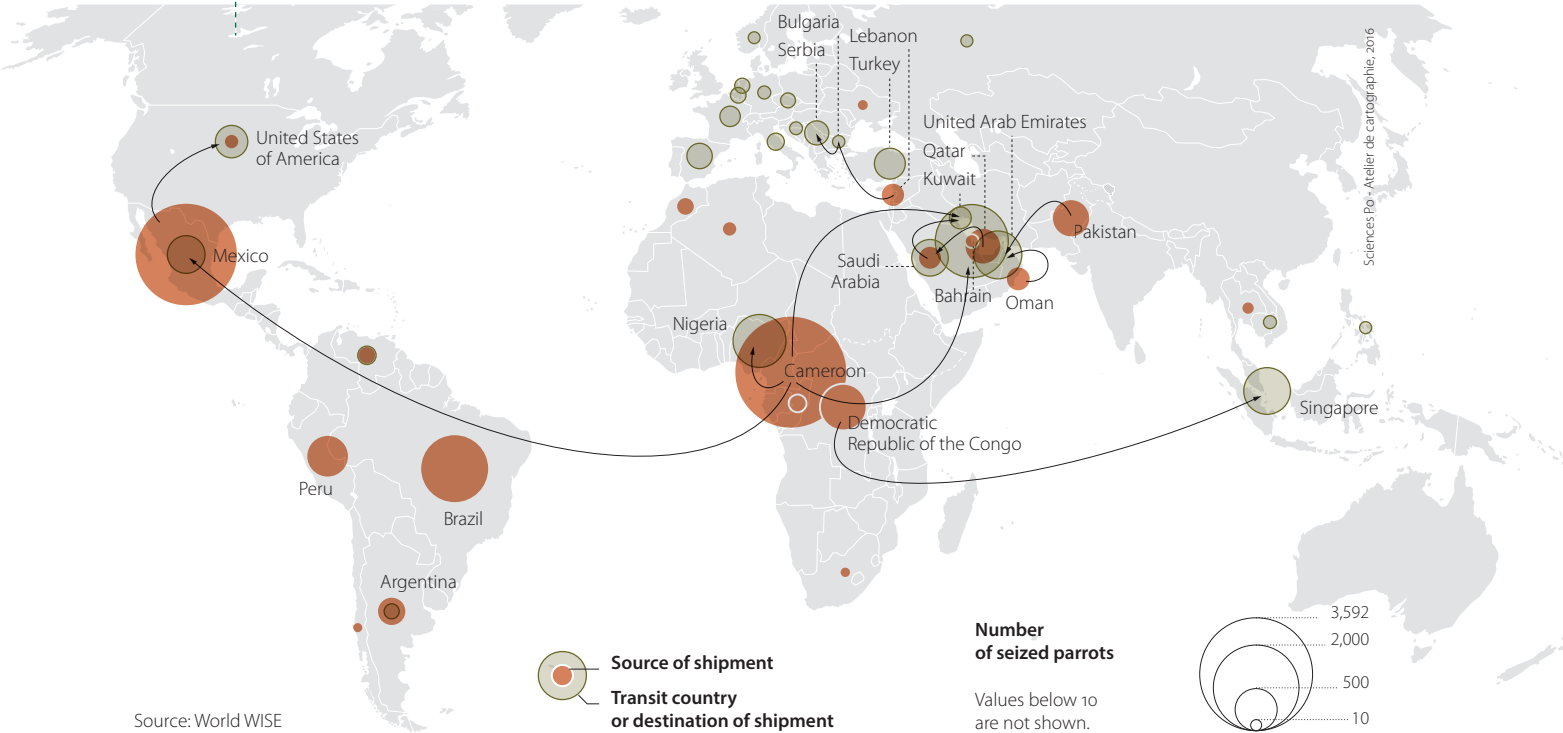 Bulgaria
Serbia
Lebanon
Turkey
United Arab Emirates
Qatar
Kuwait
United States
of America
Mexico
Pakistan
Saudi
Arabia
Bahrain
Oman
Nigeria
Cameroon
Democratic
Republic of the Congo
Singapore
Peru
Brazil
Argentina
Sciences Po - Atelier de cartographie, 2016
Source of shipment
Transit country
or destination of shipment
Number
of seized parrots
Values below 10
are not shown.
3,592
2,000
500
10
Source: World WISE